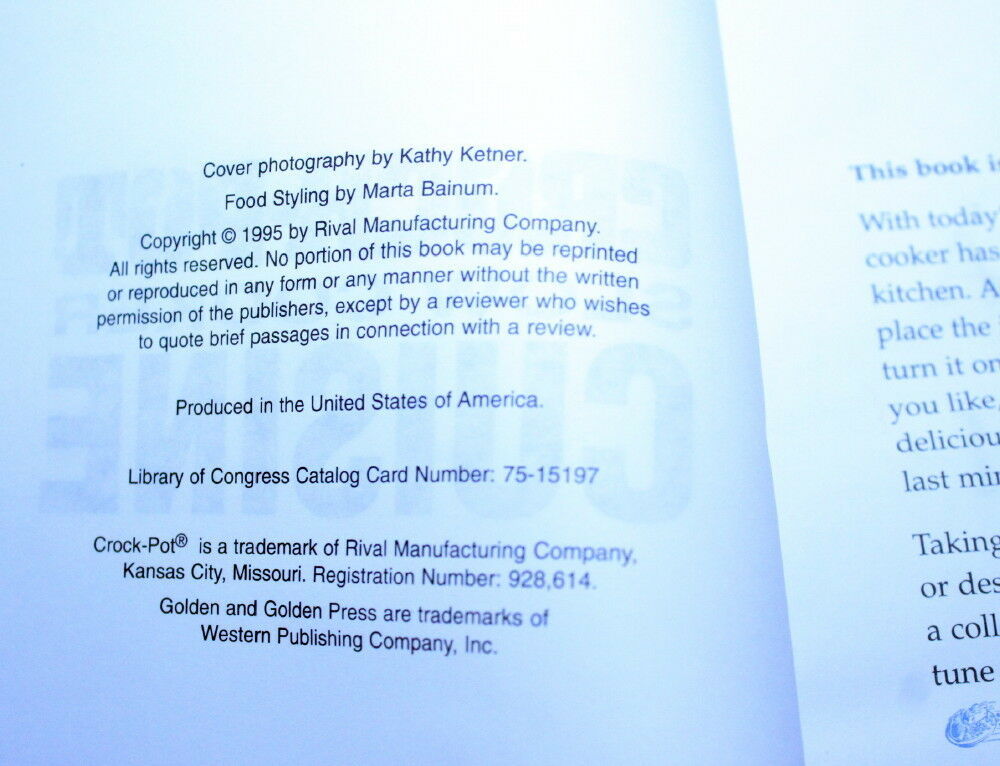 Cover photography by Kathy Ketner.
Food Styling by Marta Bainum.
Copyright © 1995 by Rival Manufacturing Company.
All rights reserved. No portion of this book may be reprinted
or reproduced in any form or any manner without the written
permission of the publishers, except by a reviewer who wishes
to quote brief passages in connection with a review.
Produced in the United States of America.
Library of Congress Catalog Card Number: 75-15197
Crock-Pot® is a trademark of Rival Manufacturing Company,
Kansas City, Missouri. Registration Number: 928,614.
Golden and Golden Press are trademarks of
Western Publishing Company, Inc.
This book
With today'
cooker has
kitchen. A
place the
turn it on
you like,
deliciou
last min
Taking
or des
a coll
tune